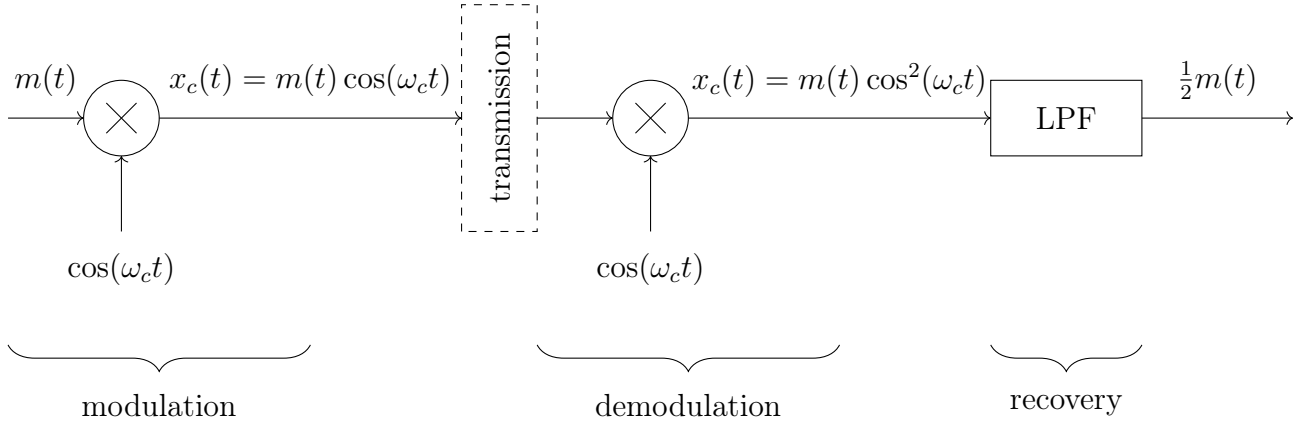 m(t)
x_c(t) = m(t) cos(ω_c t)
transmission
x_c(t) = m(t) cos²(ω_c t)
LPF
½m(t)
cos(ω_c t)
cos(ω_c t)
modulation
demodulation
recovery